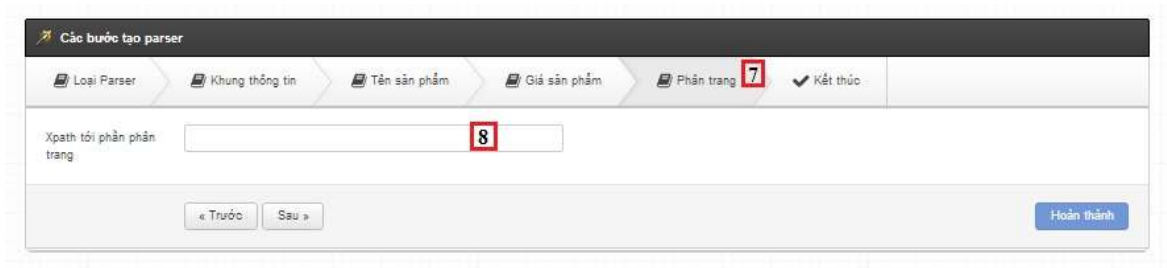 Các bước tạo parser
Loại Parser Khung thông tin Tên sản phẩm Giá sản phẩm Phân trang 7 Kết thúc
Xpath tới phần phân
trang
8
« Trước Sau » Hoàn thành